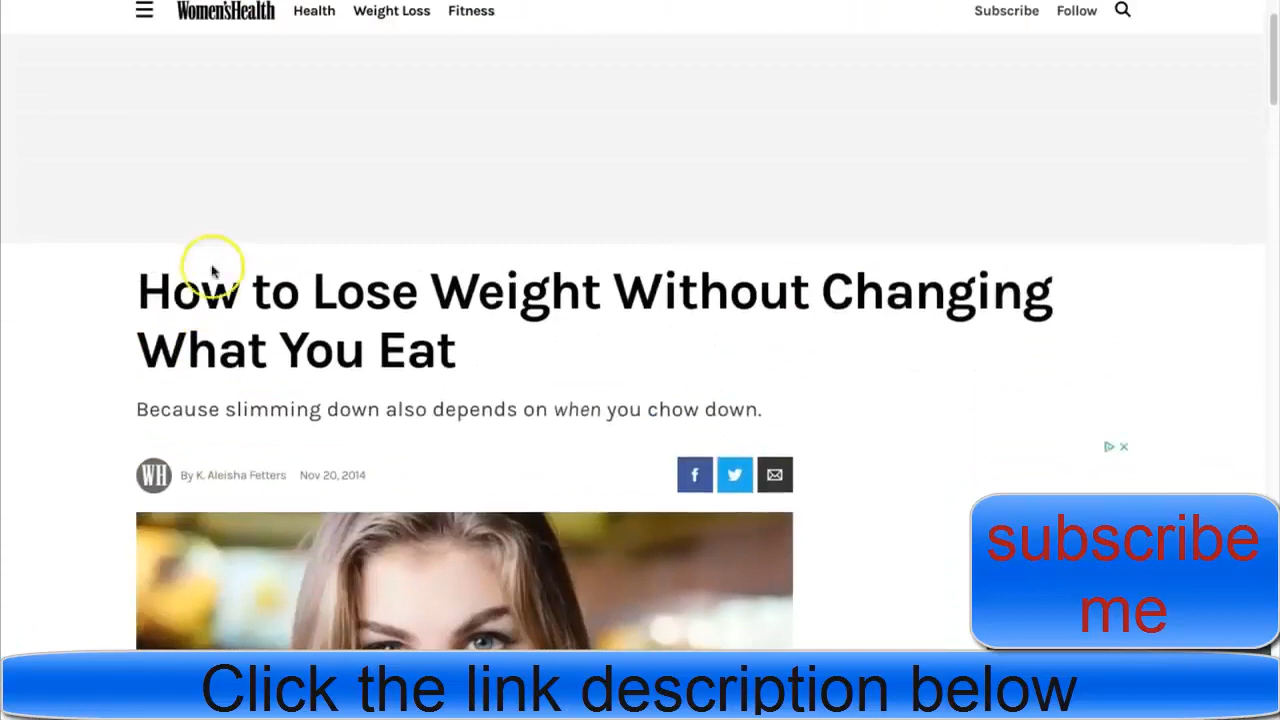 Women'sHealth Health Weight Loss Fitness Subscribe Follow
How to Lose Weight Without Changing
What You Eat
Because slimming down also depends on when you chow down.
WH By K. Aleisha Fetters Nov 20, 2014
subscribe
me
Click the link description below